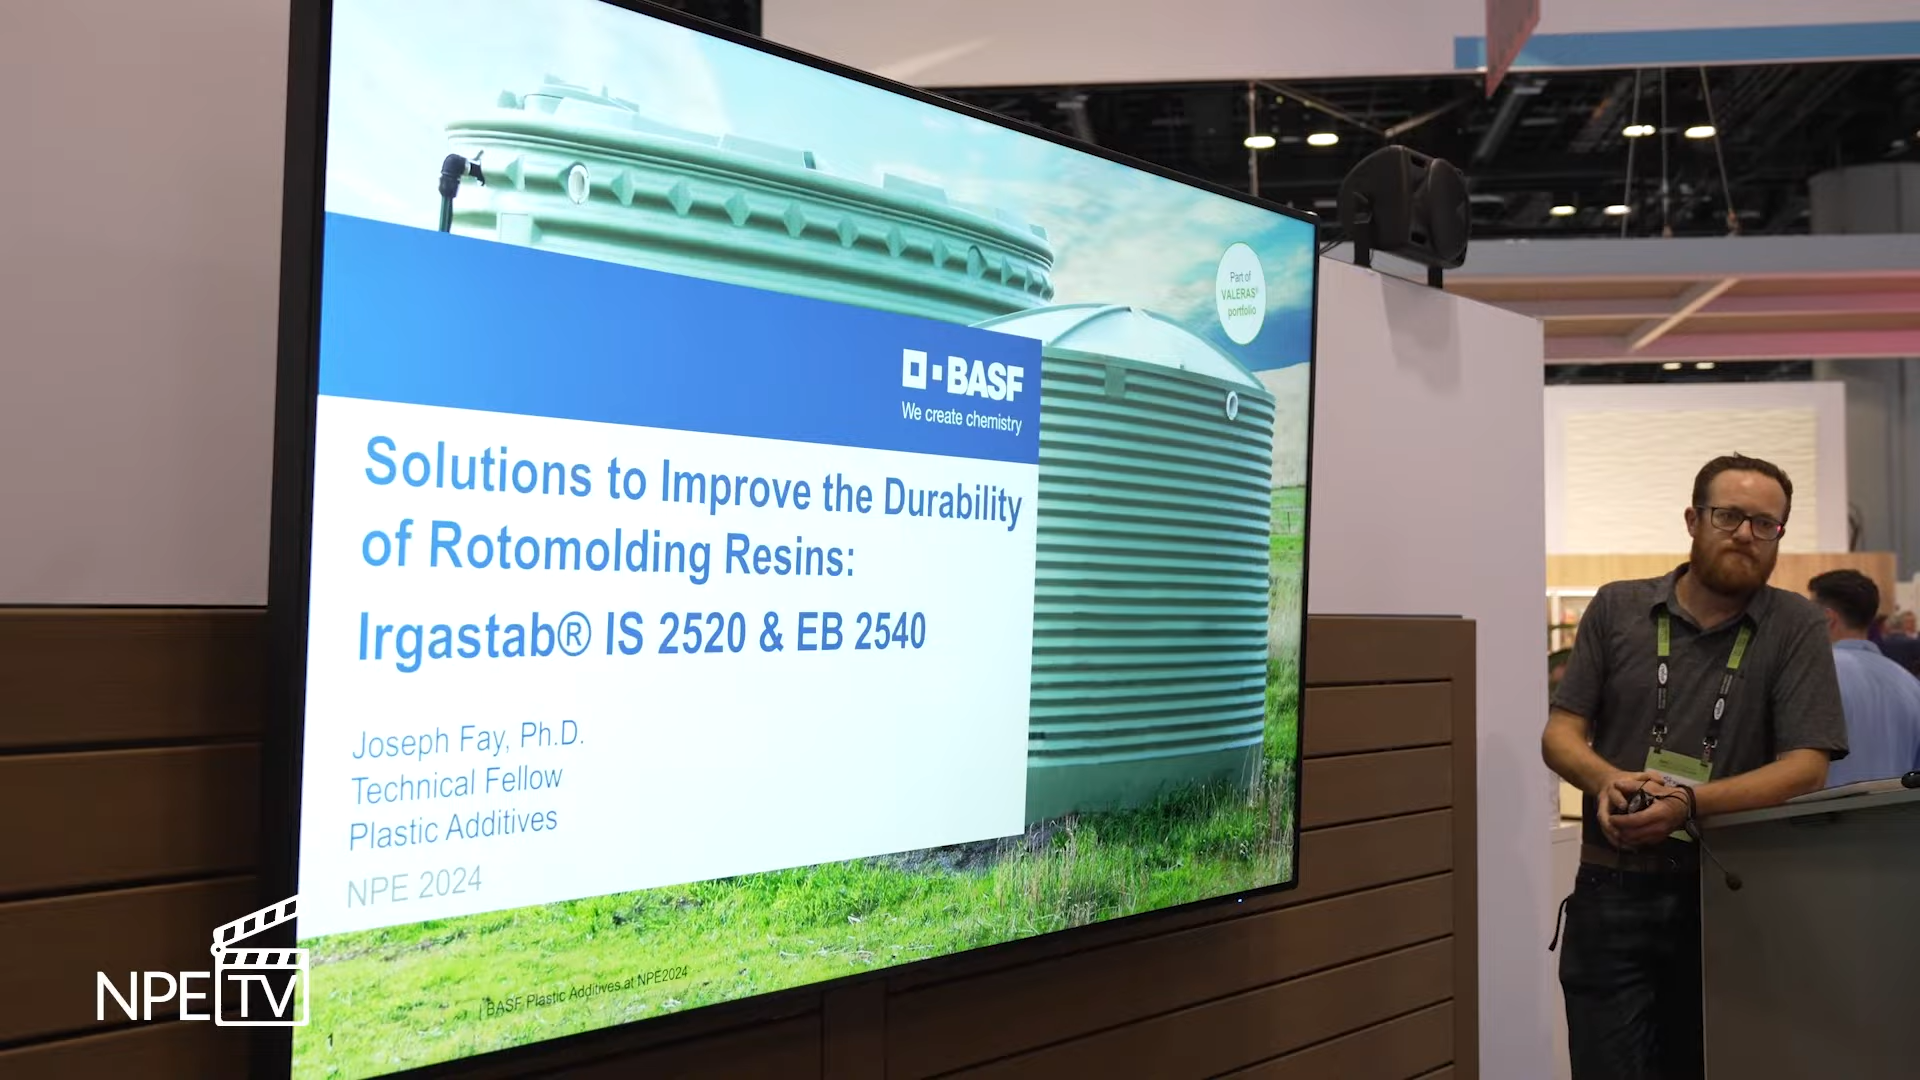 Part of
VALERAS®
portfolio
BASF
We create chemistry
Solutions to Improve the Durability
of Rotomolding Resins:
Irgastab® IS 2520 & EB 2540
Joseph Fay, Ph.D.
Technical Fellow
Plastic Additives
NPE 2024
| BASF Plastic Additives at NPE2024
1
NPE TV